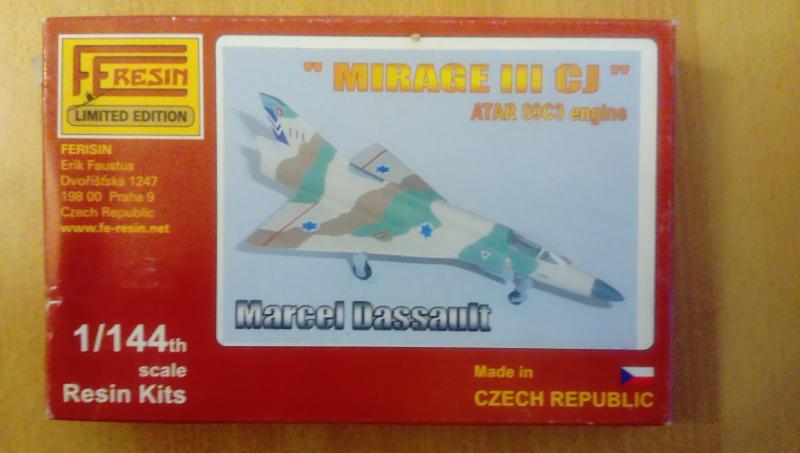 FERESIN
LIMITED EDITION
FERISIN
Erik Faustus
Dvořišťská 1247
198 00 Praha 9
Czech Republic
www.fe-resin.net
" MIRAGE III CJ "
ATAR 09C3 engine
Marcel Dassault
1/144th
scale
Resin Kits
Made in
CZECH REPUBLIC